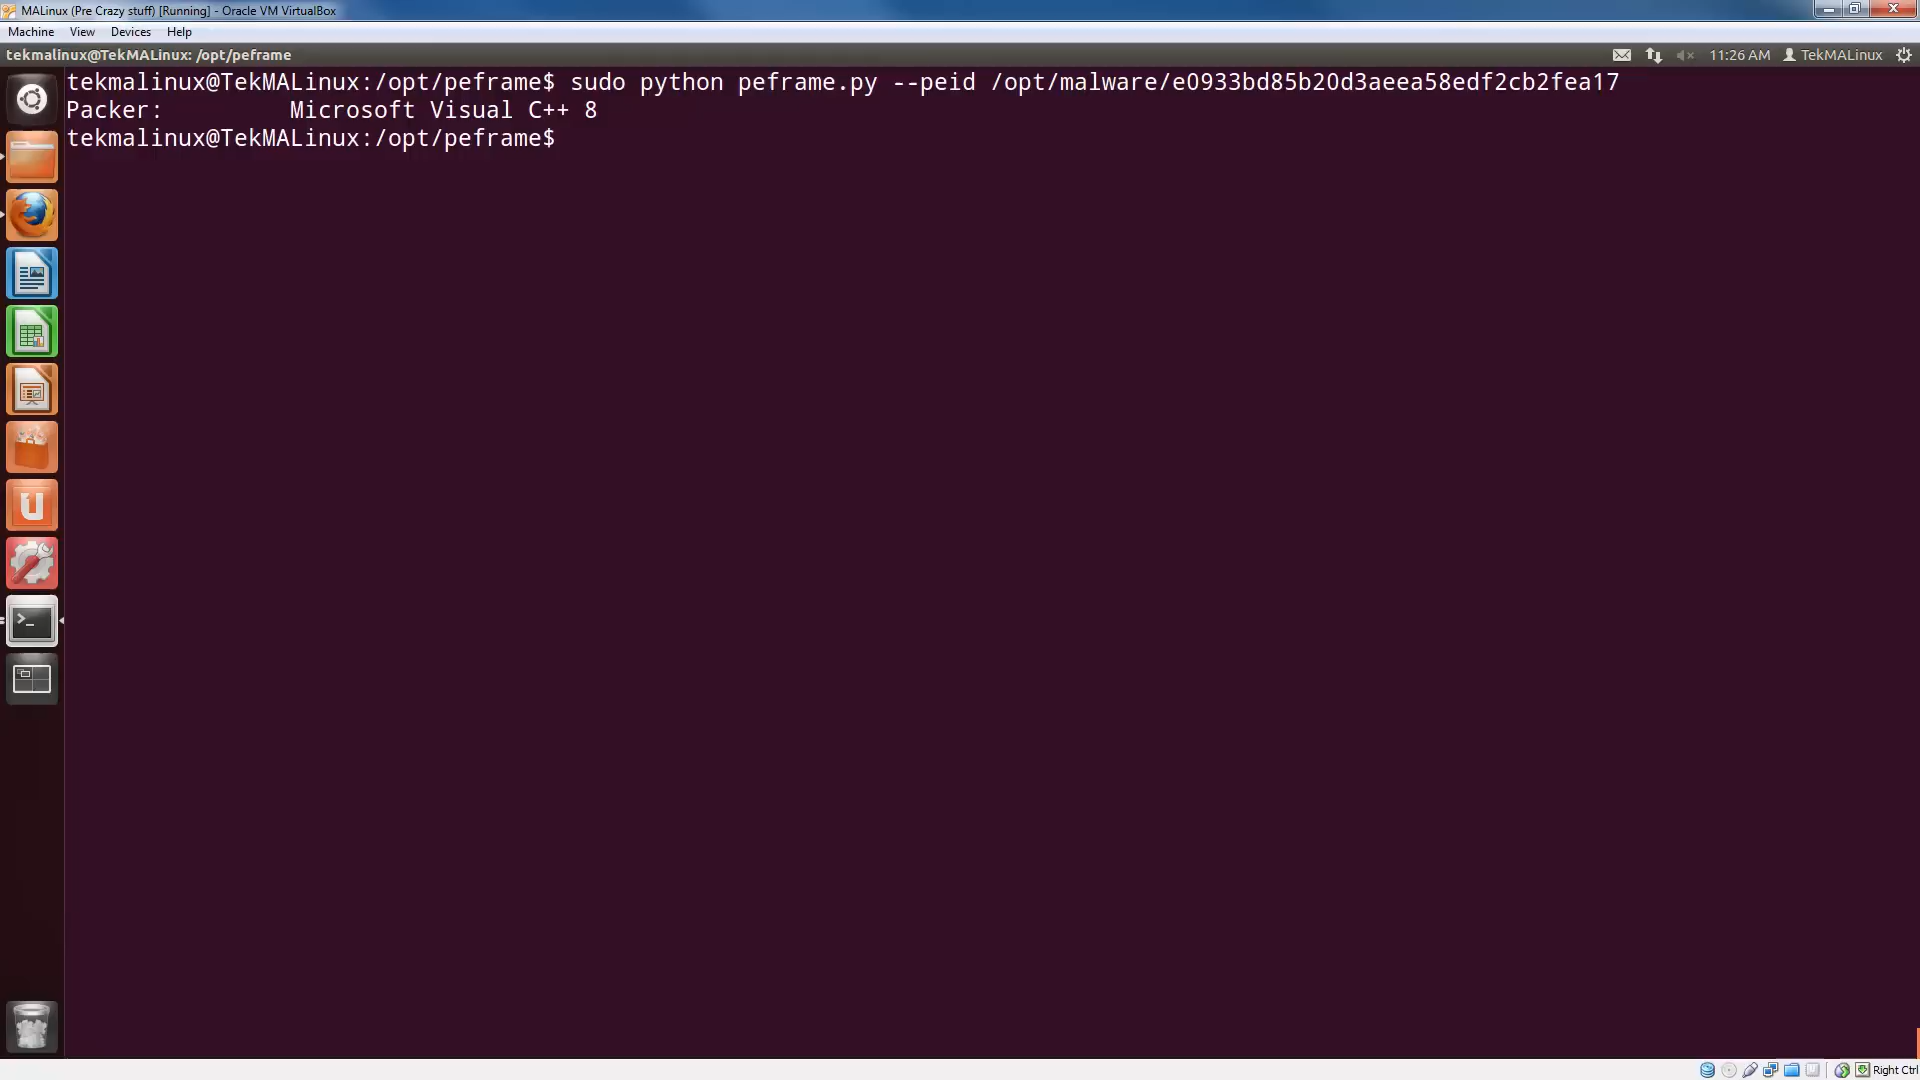 MALinux (Pre Crazy stuff) [Running] - Oracle VM VirtualBox
Machine View Devices Help
tekmalinux@TekMALinux: /opt/peframe 11:26 AM TekMALinux
tekmalinux@TekMALinux:/opt/peframe$ sudo python peframe.py --peid /opt/malware/e0933bd85b20d3aeea58edf2cb2fea17
Packer: Microsoft Visual C++ 8
tekmalinux@TekMALinux:/opt/peframe$
Right Ctrl